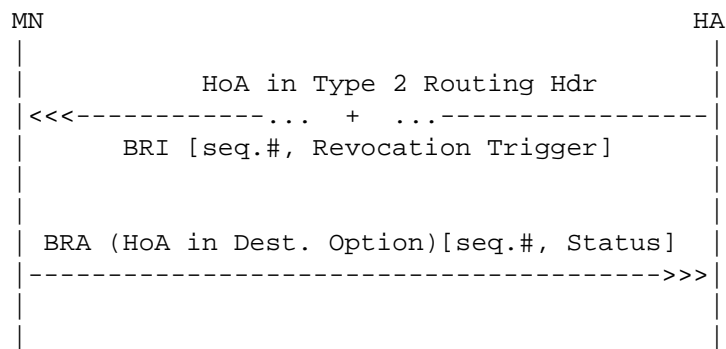 MN HA
| |
| HoA in Type 2 Routing Hdr |
|<<<------------... + ...-----------------|
| BRI [seq.#, Revocation Trigger] |
| |
| |
| BRA (HoA in Dest. Option)[seq.#, Status] |
|---------------------------------------->>>|
| |
| |